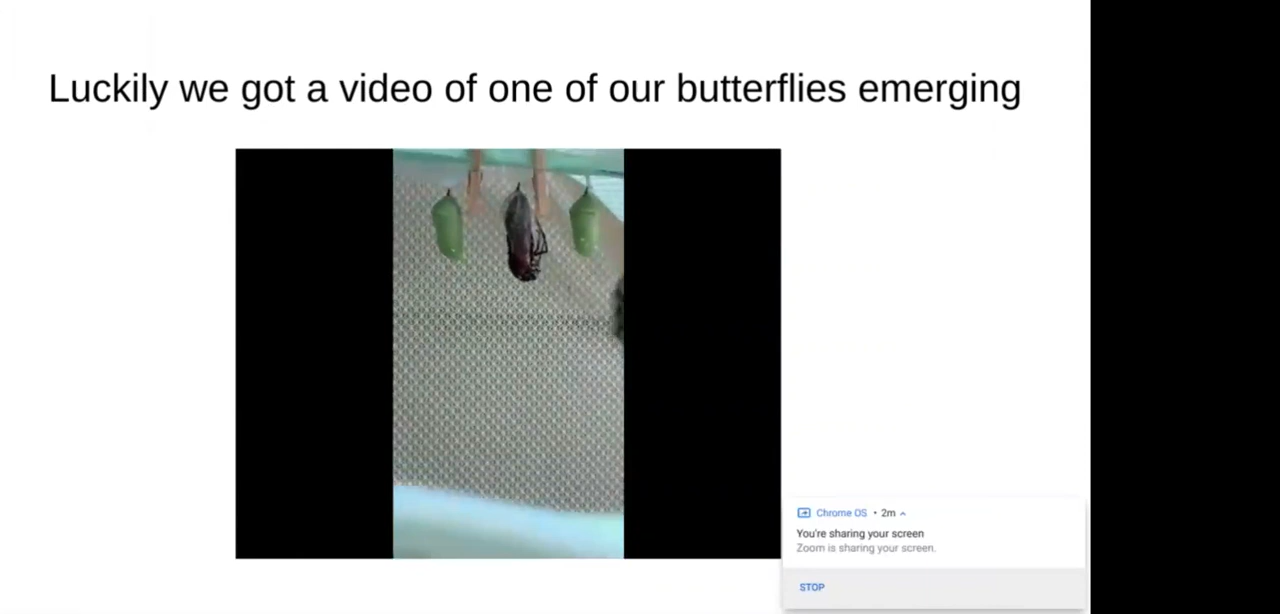 Luckily we got a video of one of our butterflies emerging
Chrome OS • 2m
You're sharing your screen
Zoom is sharing your screen.
STOP